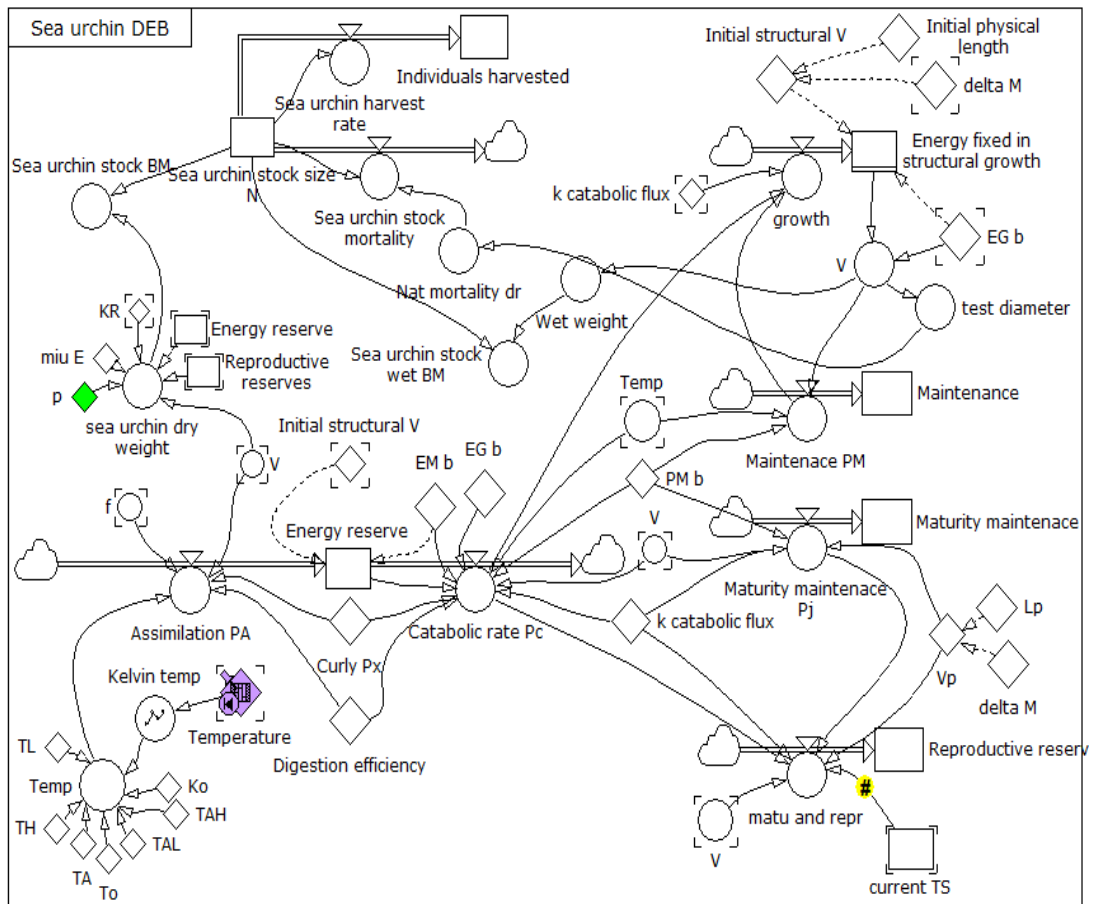 Sea urchin DEB
Individuals harvested
Sea urchin harvest
rate
Initial structural V
Initial physical
length
delta M
Sea urchin stock BM
Sea urchin stock size
N
Energy fixed in
structural growth
k catabolic flux
growth
Sea urchin stock
mortality
EG b
Nat mortality dr
V
test diameter
Wet weight
KR
Energy reserve
miu E
Reproductive
reserves
p
Sea urchin stock
wet BM
sea urchin dry
weight
Temp
Maintenance
Initial structural V
EM b
EG b
V
Maintenace PM
PM b
f
Energy reserve
V
Maturity maintenace
Assimilation PA
Curly Px
Catabolic rate Pc
k catabolic flux
Maturity maintenace
Pj
Lp
Vp
delta M
Kelvin temp
Temperature
Digestion efficiency
TL
Temp
Ko
TAH
TH
TAL
TA
To
Reproductive reserv
matu and repr
#
V
current TS